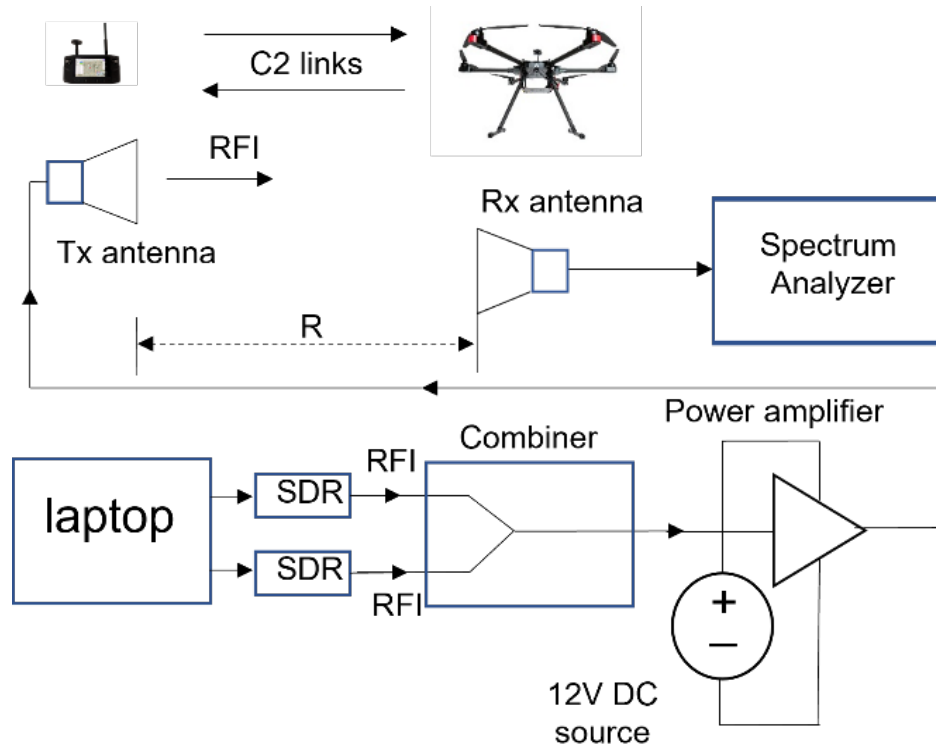 C2 links
RFI
Tx antenna
Rx antenna
Spectrum
Analyzer
R
Power amplifier
Combiner
laptop
SDR
RFI
SDR
RFI
+
−
12V DC
source